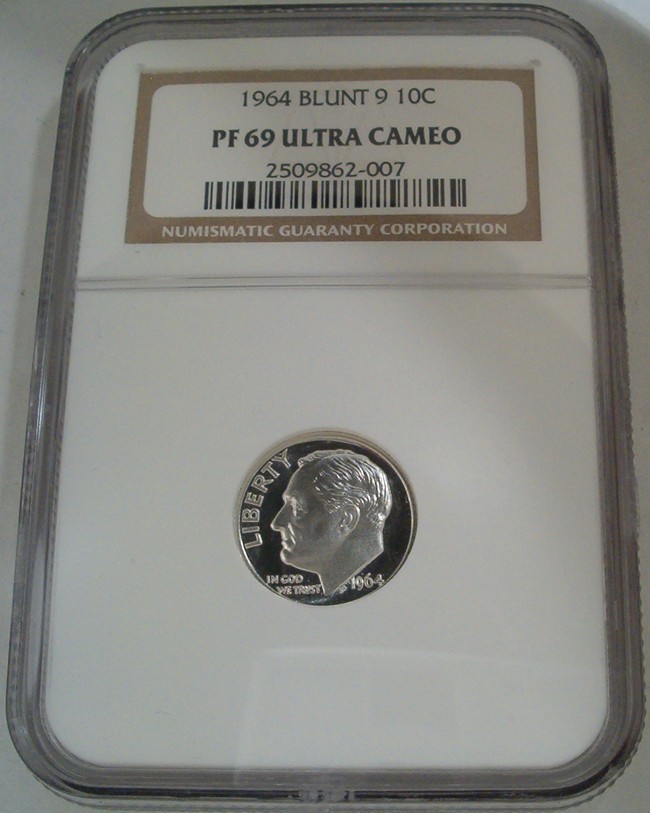 1964 BLUNT 9 10C
PF 69 ULTRA CAMEO
2509862-007
NUMISMATIC GUARANTY CORPORATION
LIBERTY
IN GOD
WE TRUST
1964